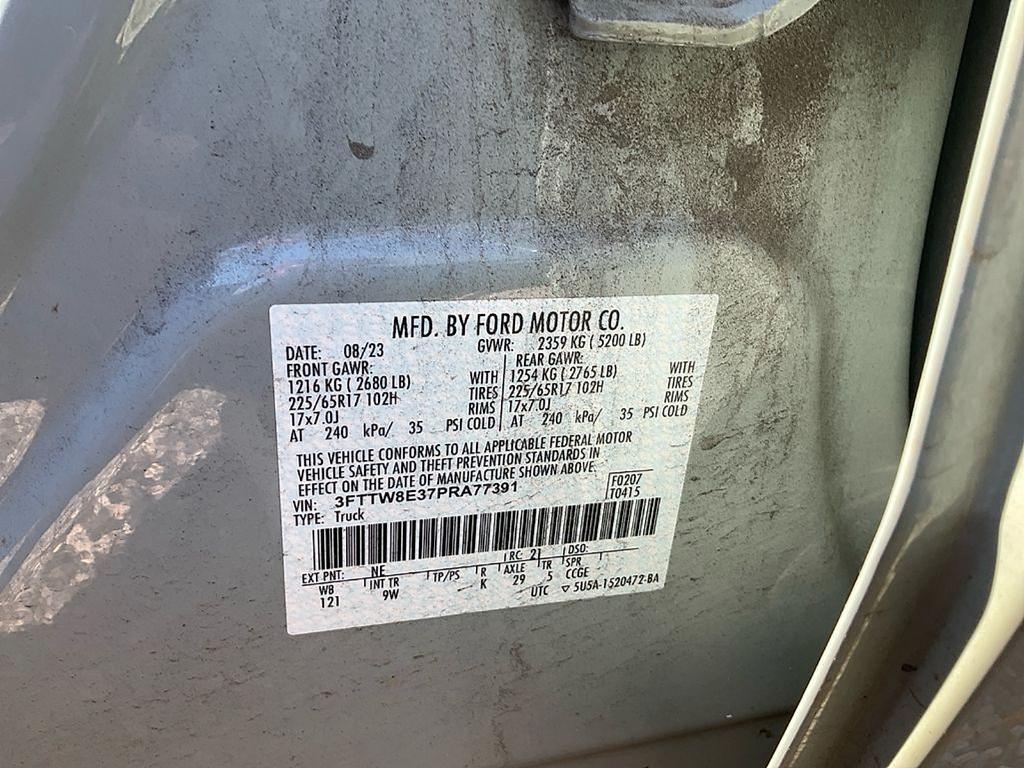 MFD. BY FORD MOTOR CO.
DATE: 08/23 GVWR: 2359 KG ( 5200 LB)
FRONT GAWR: REAR GAWR:
1216 KG ( 2680 LB) WITH 1254 KG ( 2765 LB) WITH
225/65R17 102H TIRES 225/65R17 102H TIRES
17x7.0J RIMS 17x7.0J RIMS
AT 240 kPa/ 35 PSI COLD AT 240 kPa/ 35 PSI COLD
THIS VEHICLE CONFORMS TO ALL APPLICABLE FEDERAL MOTOR
VEHICLE SAFETY AND THEFT PREVENTION STANDARDS IN
EFFECT ON THE DATE OF MANUFACTURE SHOWN ABOVE.
VIN: 3FTTW8E37PRA77391 F0207
TYPE: Truck T0415
EXT PNT: NE RC: 21 DSO:
WB INT TR TP/PS R AXLE TR SPR
121 9W K 29 5 CCGE
UTC ▽ 5U5A-1520472-BA